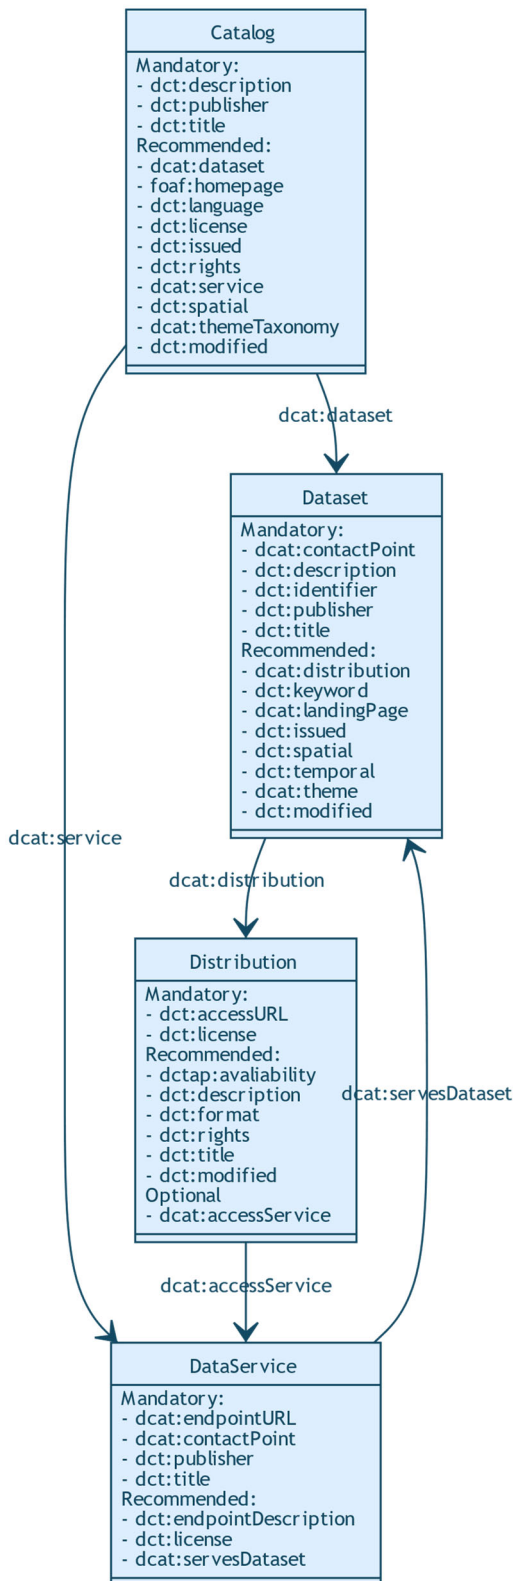 Catalog
Mandatory:
- dct:description
- dct:publisher
- dct:title
Recommended:
- dcat:dataset
- foaf:homepage
- dct:language
- dct:license
- dct:issued
- dct:rights
- dcat:service
- dct:spatial
- dcat:themeTaxonomy
- dct:modified
dcat:dataset
Dataset
Mandatory:
- dcat:contactPoint
- dct:description
- dct:identifier
- dct:publisher
- dct:title
Recommended:
- dcat:distribution
- dct:keyword
- dcat:landingPage
- dct:issued
- dct:spatial
- dct:temporal
- dcat:theme
- dct:modified
dcat:service
dcat:distribution
Distribution
Mandatory:
- dct:accessURL
- dct:license
Recommended:
- dctap:avaliability
- dct:description
- dct:format
- dct:rights
- dct:title
- dct:modified
Optional
- dcat:accessService
dcat:servesDataset
dcat:accessService
DataService
Mandatory:
- dcat:endpointURL
- dcat:contactPoint
- dct:publisher
- dct:title
Recommended:
- dct:endpointDescription
- dct:license
- dcat:servesDataset